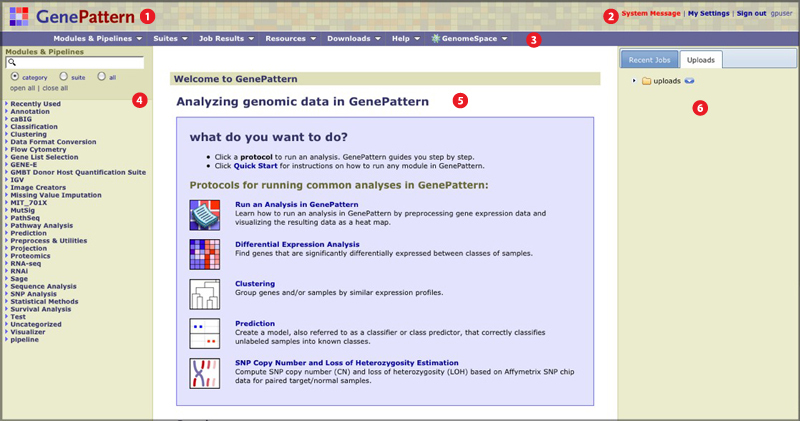 GenePattern 1
2 System Message | My Settings | Sign out gpuser
Modules & Pipelines Suites Job Results Resources Downloads Help GenomeSpace 3
Modules & Pipelines
category suite all
open all | close all
4
Recently Used
Annotation
caBIG
Classification
Clustering
Data Format Conversion
Flow Cytometry
Gene List Selection
GENE-E
GMBT Donor Host Quantification Suite
IGV
Image Creators
Missing Value Imputation
MIT_701X
MutSig
PathSeq
Pathway Analysis
Prediction
Preprocess & Utilities
Projection
Proteomics
RNA-seq
RNAi
Sage
Sequence Analysis
SNP Analysis
Statistical Methods
Survival Analysis
Test
Uncategorized
Visualizer
pipeline
Welcome to GenePattern
Analyzing genomic data in GenePattern 5
what do you want to do?
• Click a protocol to run an analysis. GenePattern guides you step by step.
• Click Quick Start for instructions on how to run any module in GenePattern.
Protocols for running common analyses in GenePattern:
Run an Analysis in GenePattern
Learn how to run an analysis in GenePattern by preprocessing gene expression data and
visualizing the resulting data as a heat map.
Differential Expression Analysis
Find genes that are significantly differentially expressed between classes of samples.
Clustering
Group genes and/or samples by similar expression profiles.
Prediction
Create a model, also referred to as a classifier or class predictor, that correctly classifies
unlabeled samples into known classes.
SNP Copy Number and Loss of Heterozygosity Estimation
Compute SNP copy number (CN) and loss of heterozygosity (LOH) based on Affymetrix SNP chip
data for paired target/normal samples.
Recent Jobs Uploads
uploads
6